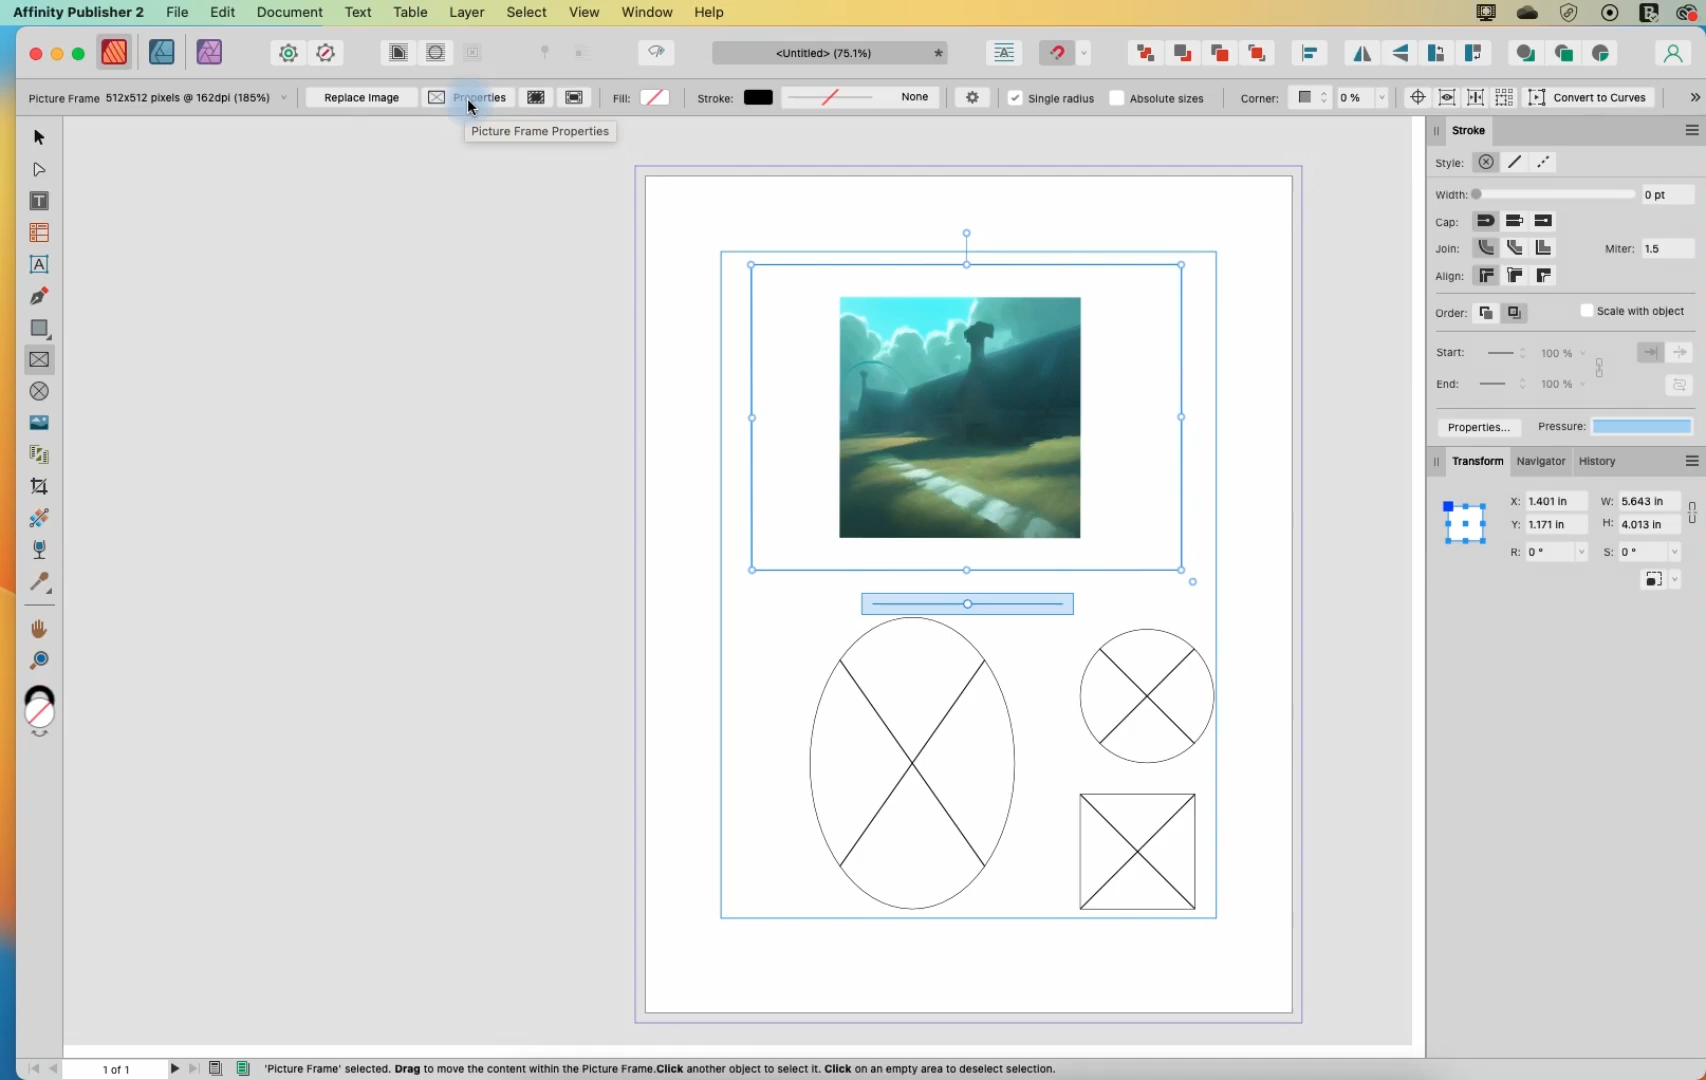 Affinity Publisher 2 File Edit Document Text Table Layer Select View Window Help
<Untitled> (75.1%) *
Picture Frame 512x512 pixels @ 162dpi (185%) Replace Image Properties Fill: Stroke: None Single radius Absolute sizes Corner: 0 % Convert to Curves
Picture Frame Properties
Stroke
Style:
Width: 0 pt
Cap:
Join: Miter: 1.5
Align:
Order: Scale with object
Start: 100 %
End: 100 %
Properties... Pressure:
Transform Navigator History
X: 1.401 in W: 5.643 in
Y: 1.171 in H: 4.013 in
R: 0 ° S: 0 °
1 of 1 'Picture Frame' selected. Drag to move the content within the Picture Frame.Click another object to select it. Click on an empty area to deselect selection.